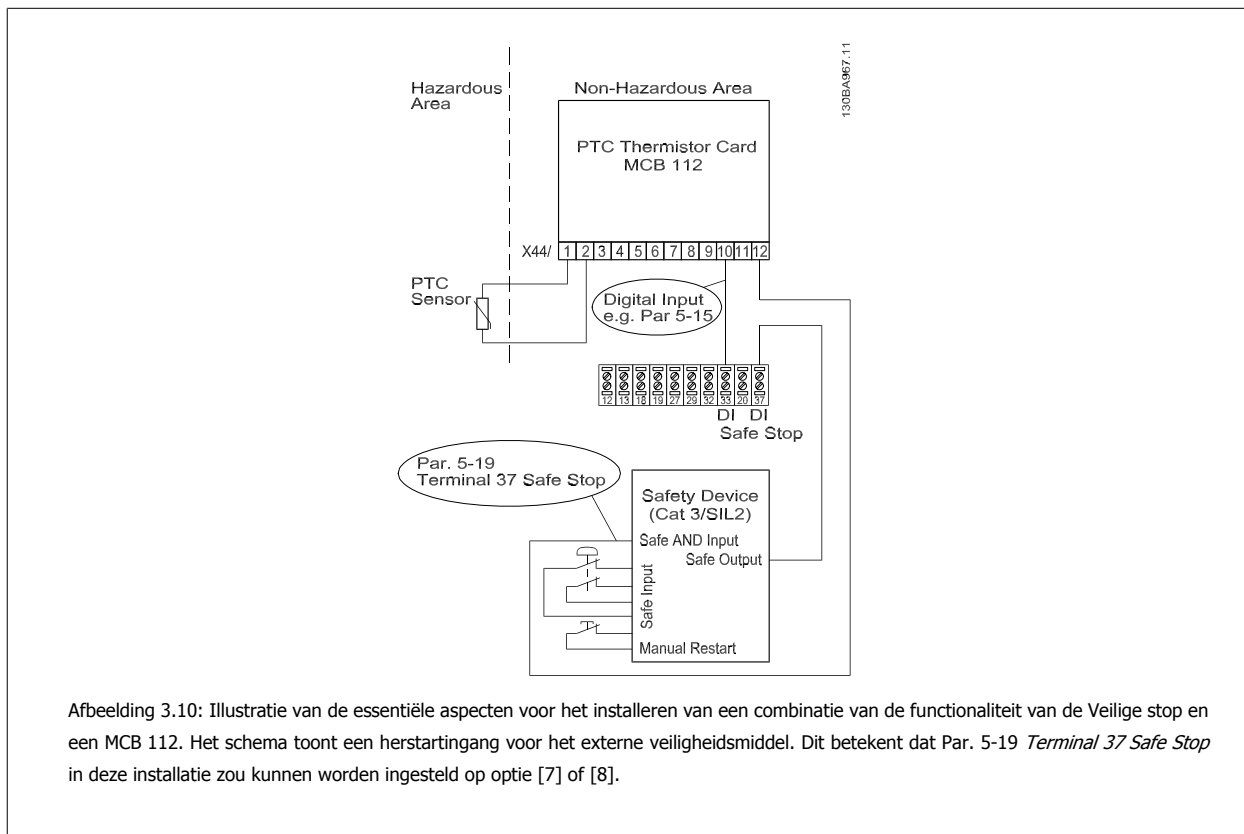 130BA967.11
Hazardous
Area
Non-Hazardous Area
PTC Thermistor Card
MCB 112
X44/ 1 2 3 4 5 6 7 8 9 10 11 12
PTC
Sensor
Digital Input
e.g. Par 5-15
12 13 18 19 27 29 32 33 20 37
DI DI
Safe Stop
Par. 5-19
Terminal 37 Safe Stop
Safety Device
(Cat 3/SIL2)
Safe AND Input
Safe Output
Safe Input
Manual Restart
Afbeelding 3.10: Illustratie van de essentiële aspecten voor het installeren van een combinatie van de functionaliteit van de Veilige stop en
een MCB 112. Het schema toont een herstartingang voor het externe veiligheidsmiddel. Dit betekent dat Par. 5-19 Terminal 37 Safe Stop
in deze installatie zou kunnen worden ingesteld op optie [7] of [8].